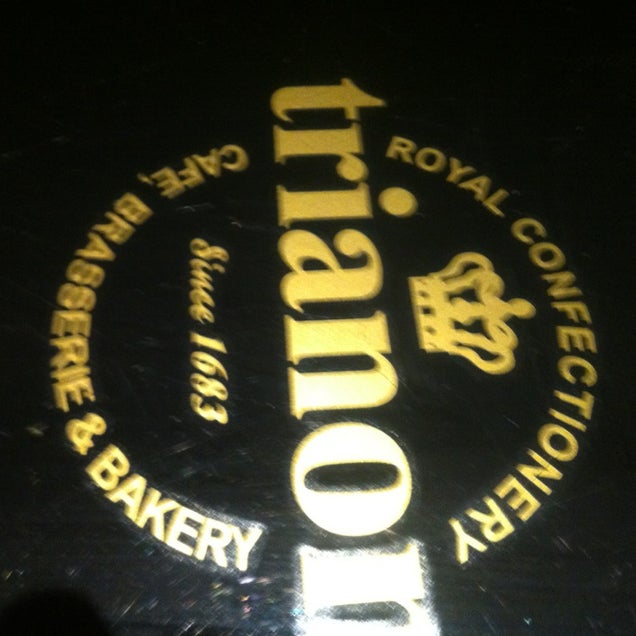 ROYAL CONFECTIONERY
trianon
Since 1683
CAFE, BRASSERIE & BAKERY